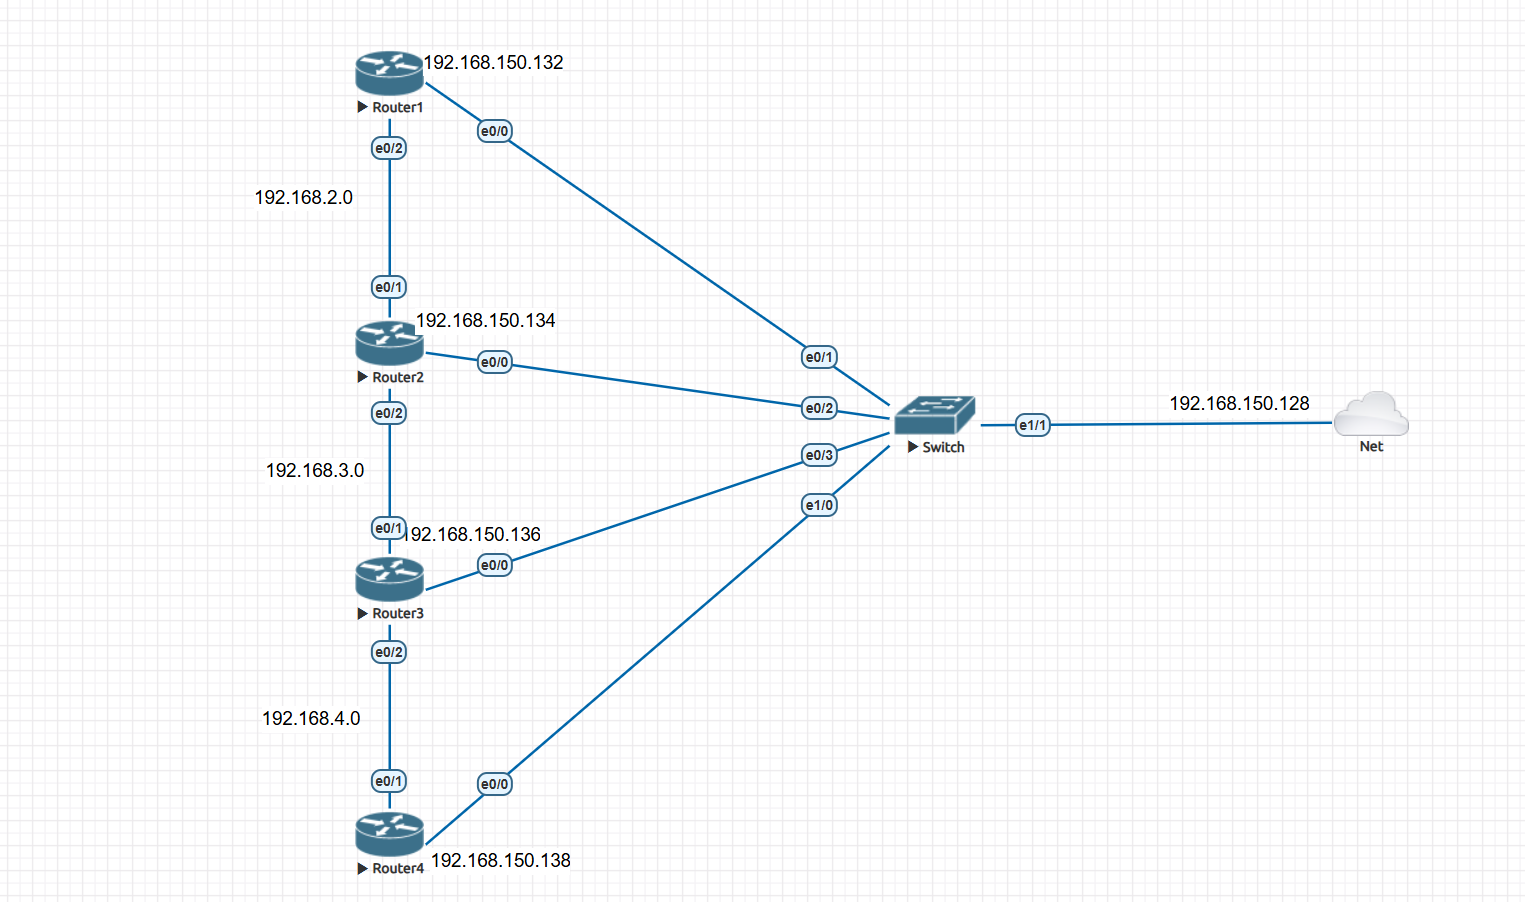 192.168.150.132
Router1
e0/0
e0/2
192.168.2.0
e0/1
192.168.150.134
Router2
e0/0
e0/1
e0/2
e0/2
192.168.150.128
e1/1
Switch
Net
e0/3
192.168.3.0
e1/0
e0/1
92.168.150.136
e0/0
Router3
e0/2
192.168.4.0
e0/1
e0/0
192.168.150.138
Router4